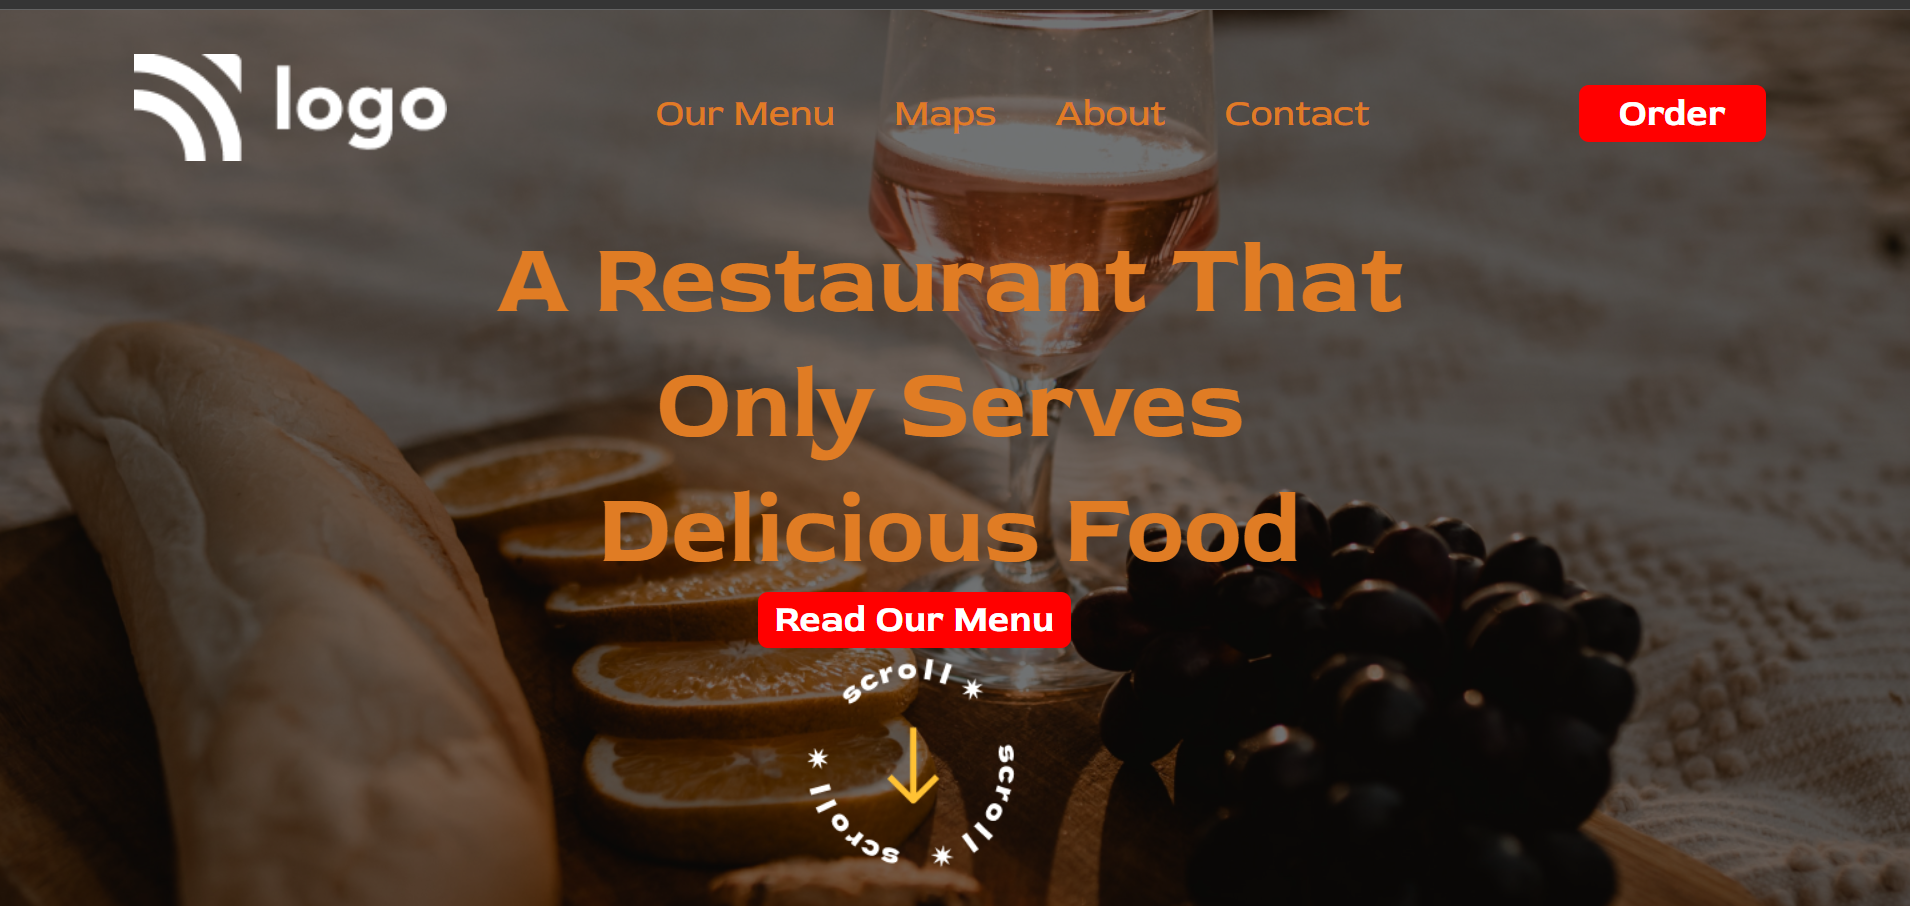 logo
Our Menu Maps About Contact
Order
A Restaurant That
Only Serves
Delicious Food
Read Our Menu
scroll
scroll
scroll